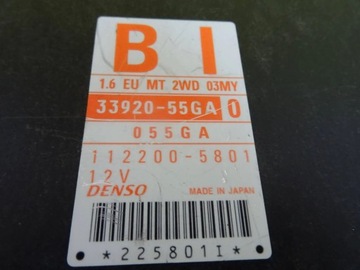 B I
1.6 EU MT 2WD 03MY
33920-55GA 0
055GA
112200-5801
12V
DENSO MADE IN JAPAN
*225801I*